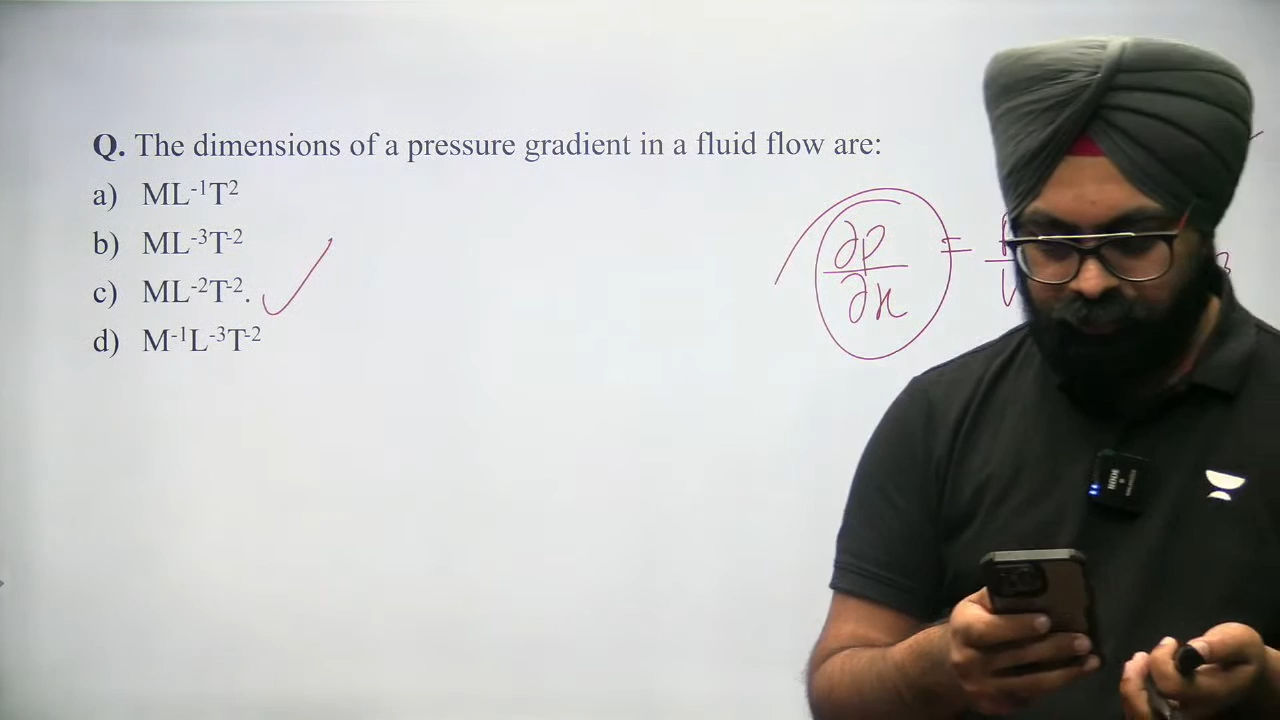 Q. The dimensions of a pressure gradient in a fluid flow are:
a) ML⁻¹T²
b) ML⁻³T⁻²
c) ML⁻²T⁻².
d) M⁻¹L⁻³T⁻²
∂p
∂x
=